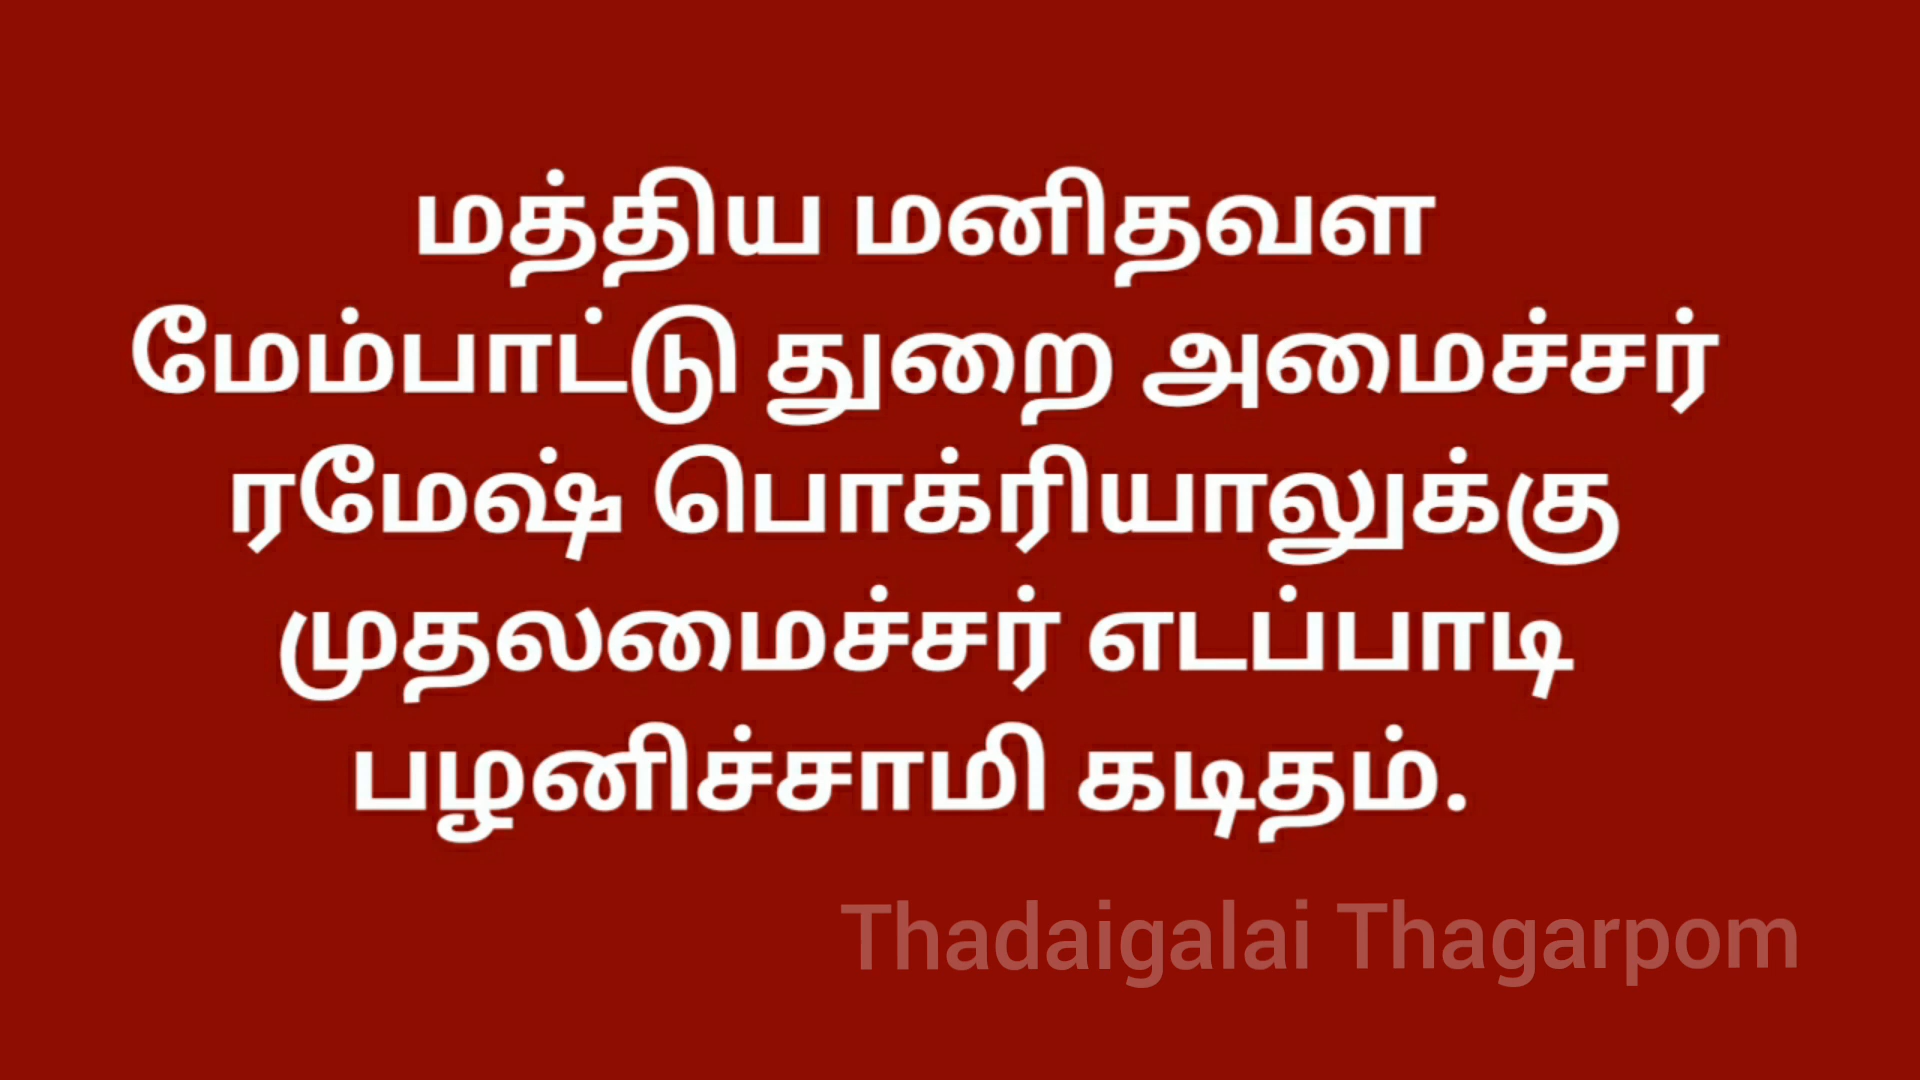 மத்திய மனிதவள
மேம்பாட்டு துறை அமைச்சர்
ரமேஷ் பொக்ரியாலுக்கு
முதலமைச்சர் எடப்பாடி
பழனிச்சாமி கடிதம்.
Thadaigalai Thagarpom